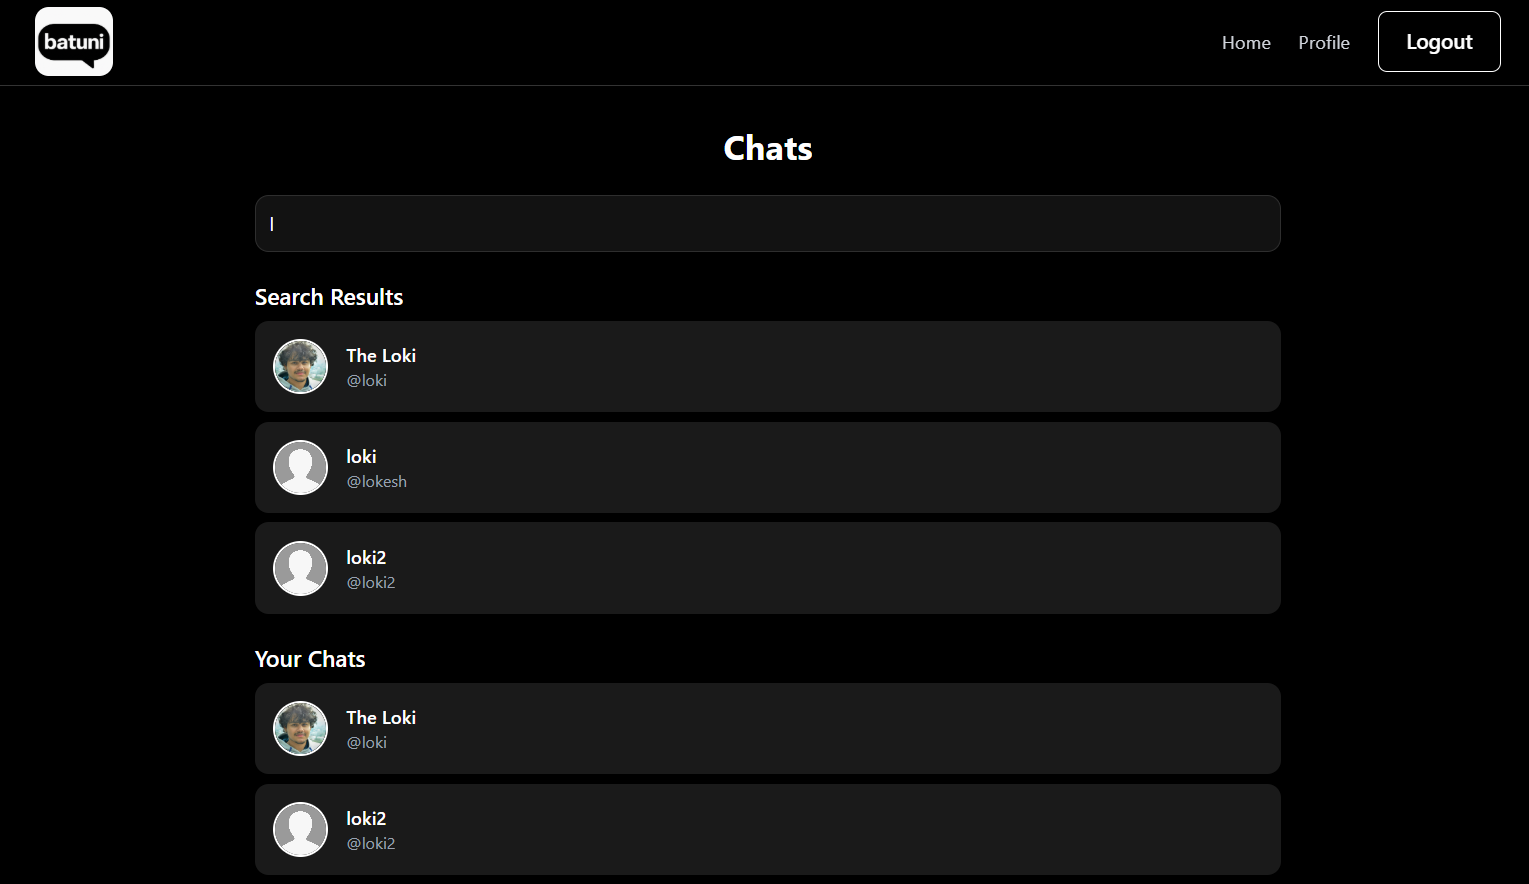 batuni
Home
Profile
Logout
Chats
l
Search Results
The Loki
@loki
loki
@lokesh
loki2
@loki2
Your Chats
The Loki
@loki
loki2
@loki2